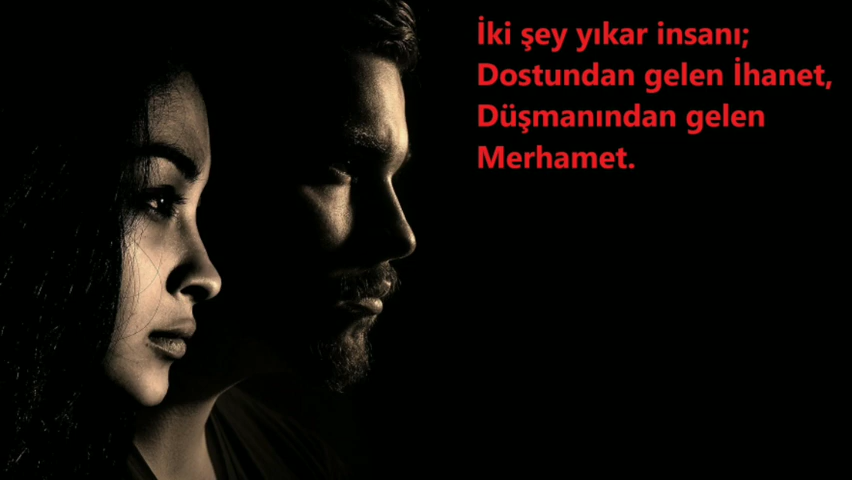 İki şey yıkar insanı;
Dostundan gelen İhanet,
Düşmanından gelen
Merhamet.